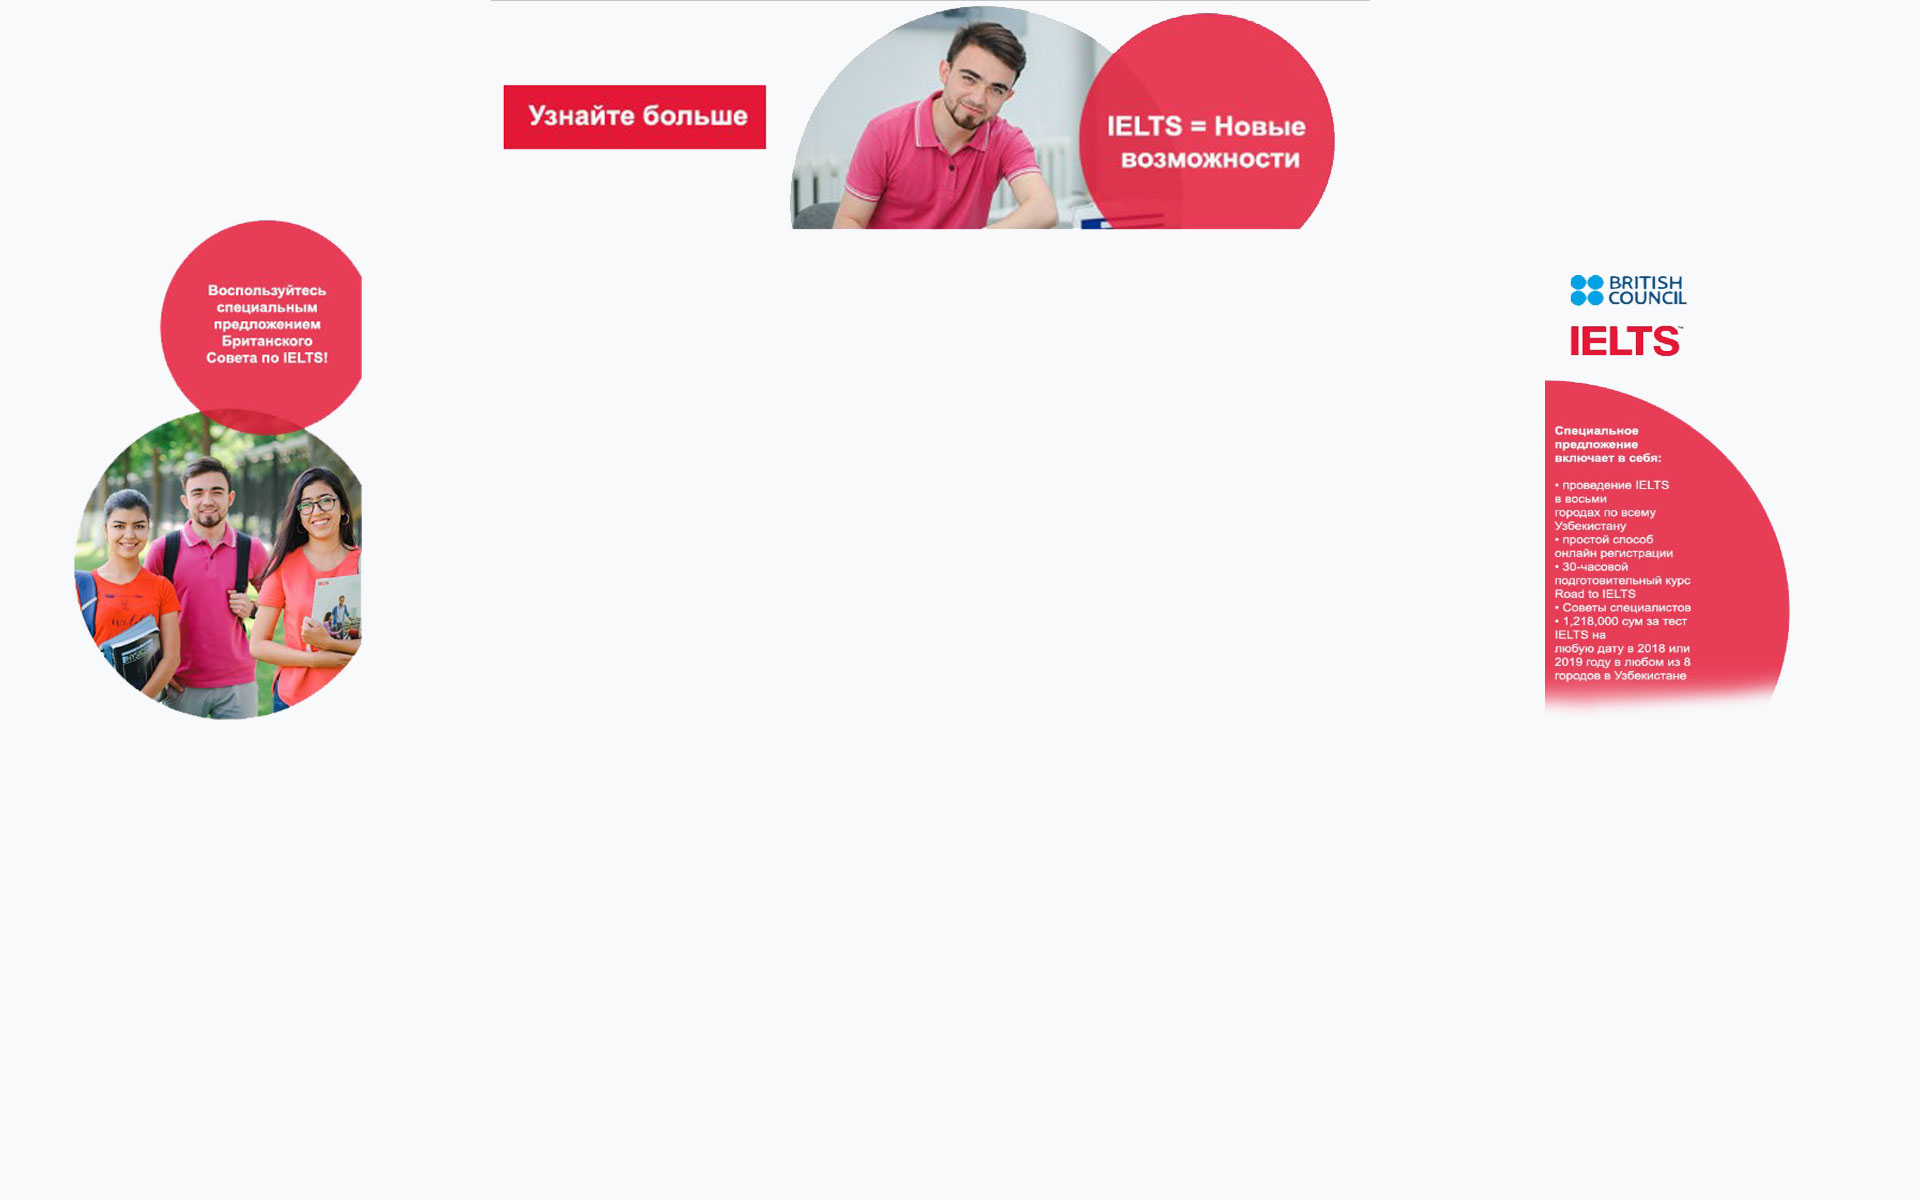 Узнайте больше
IELTS = Новые
возможности
Воспользуйтесь
специальным
предложением
Британского
Совета по IELTS!
BRITISH
COUNCIL
IELTS™
Специальное
предложение
включает в себя:
• проведение IELTS
в восьми
городах по всему
Узбекистану
• простой способ
онлайн регистрации
• 30-часовой
подготовительный курс
Road to IELTS
• Советы специалистов
• 1,218,000 сум за тест
IELTS на
любую дату в 2018 или
2019 году в любом из 8
городов в Узбекистане